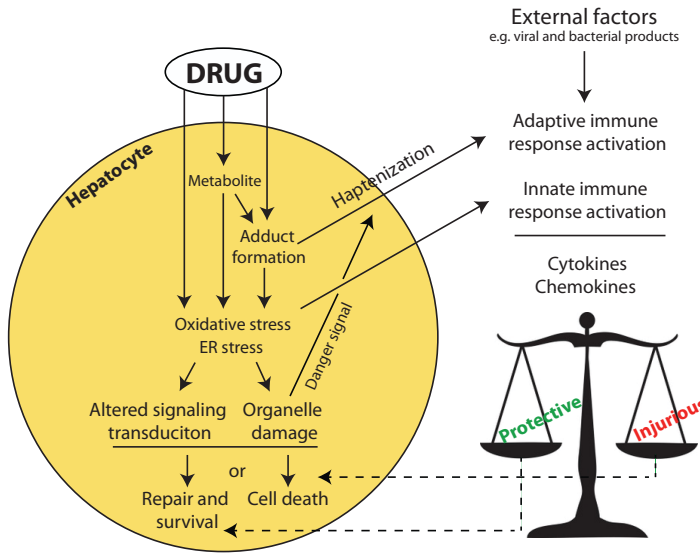 External factors
e.g. viral and bacterial products
DRUG
Adaptive immune
response activation
Hepatocyte
Metabolite
Haptenization
Innate immune
response activation
Adduct
formation
Cytokines
Chemokines
Oxidative stress
ER stress
Danger signal
Altered signaling
transduciton
Organelle
damage
Protective
Injurious
or
Repair and
survival
Cell death